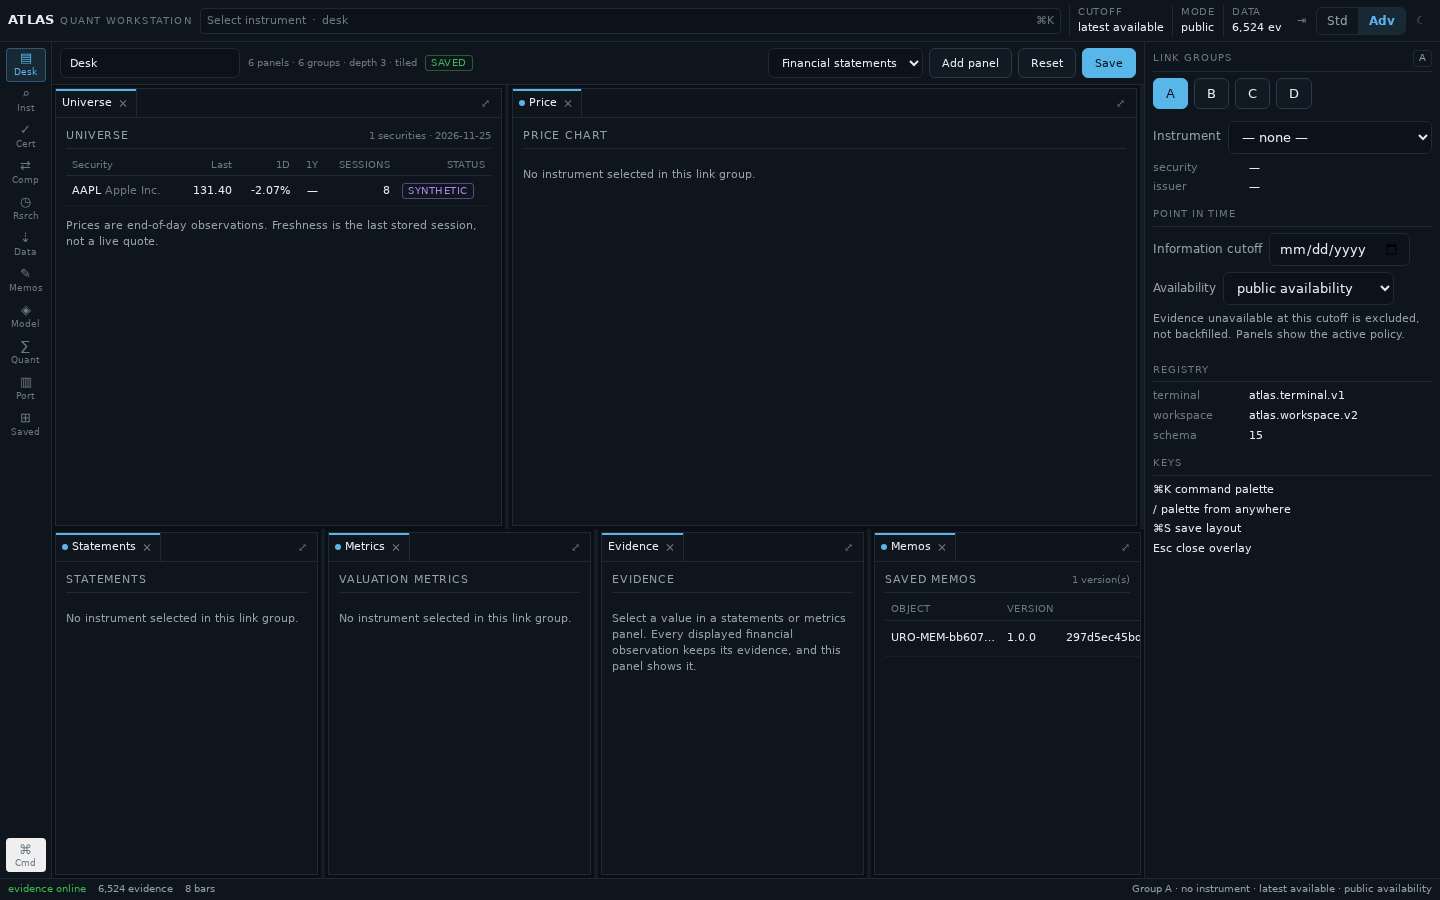 ATLAS QUANT WORKSTATION
Select instrument · desk ⌘K
CUTOFF
latest available
MODE
public
DATA
6,524 ev
⇥
Std Adv
☾
Desk
Inst
Cert
Comp
Rsrch
Data
Memos
Model
Quant
Port
Saved
⌘
Cmd
Desk
6 panels · 6 groups · depth 3 · tiled SAVED
Financial statements Add panel Reset Save
Universe ×
UNIVERSE 1 securities · 2026-11-25
Security Last 1D 1Y SESSIONS STATUS
AAPL Apple Inc. 131.40 -2.07% — 8 SYNTHETIC
Prices are end-of-day observations. Freshness is the last stored session,
not a live quote.
Price ×
PRICE CHART
No instrument selected in this link group.
Statements ×
STATEMENTS
No instrument selected in this link group.
Metrics ×
VALUATION METRICS
No instrument selected in this link group.
Evidence ×
EVIDENCE
Select a value in a statements or metrics
panel. Every displayed financial
observation keeps its evidence, and this
panel shows it.
Memos ×
SAVED MEMOS 1 version(s)
OBJECT VERSION
URO-MEM-bb607… 1.0.0 297d5ec45bd
LINK GROUPS A
A B C D
Instrument — none —
security —
issuer —
POINT IN TIME
Information cutoff mm/dd/yyyy
Availability public availability
Evidence unavailable at this cutoff is excluded,
not backfilled. Panels show the active policy.
REGISTRY
terminal atlas.terminal.v1
workspace atlas.workspace.v2
schema 15
KEYS
⌘K command palette
/ palette from anywhere
⌘S save layout
Esc close overlay
evidence online 6,524 evidence 8 bars
Group A · no instrument · latest available · public availability